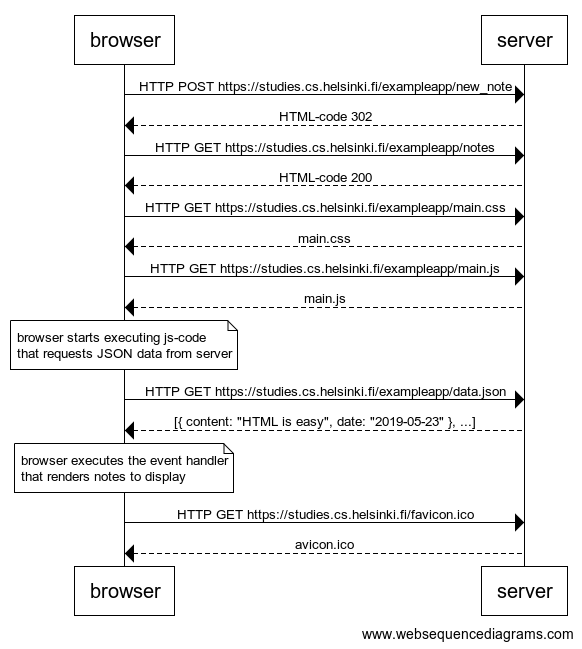 browser
server
HTTP POST https://studies.cs.helsinki.fi/exampleapp/new_note
HTML-code 302
HTTP GET https://studies.cs.helsinki.fi/exampleapp/notes
HTML-code 200
HTTP GET https://studies.cs.helsinki.fi/exampleapp/main.css
main.css
HTTP GET https://studies.cs.helsinki.fi/exampleapp/main.js
main.js
browser starts executing js-code
that requests JSON data from server
HTTP GET https://studies.cs.helsinki.fi/exampleapp/data.json
[{ content: "HTML is easy", date: "2019-05-23" }, ...]
browser executes the event handler
that renders notes to display
HTTP GET https://studies.cs.helsinki.fi/favicon.ico
avicon.ico
browser
server
www.websequencediagrams.com